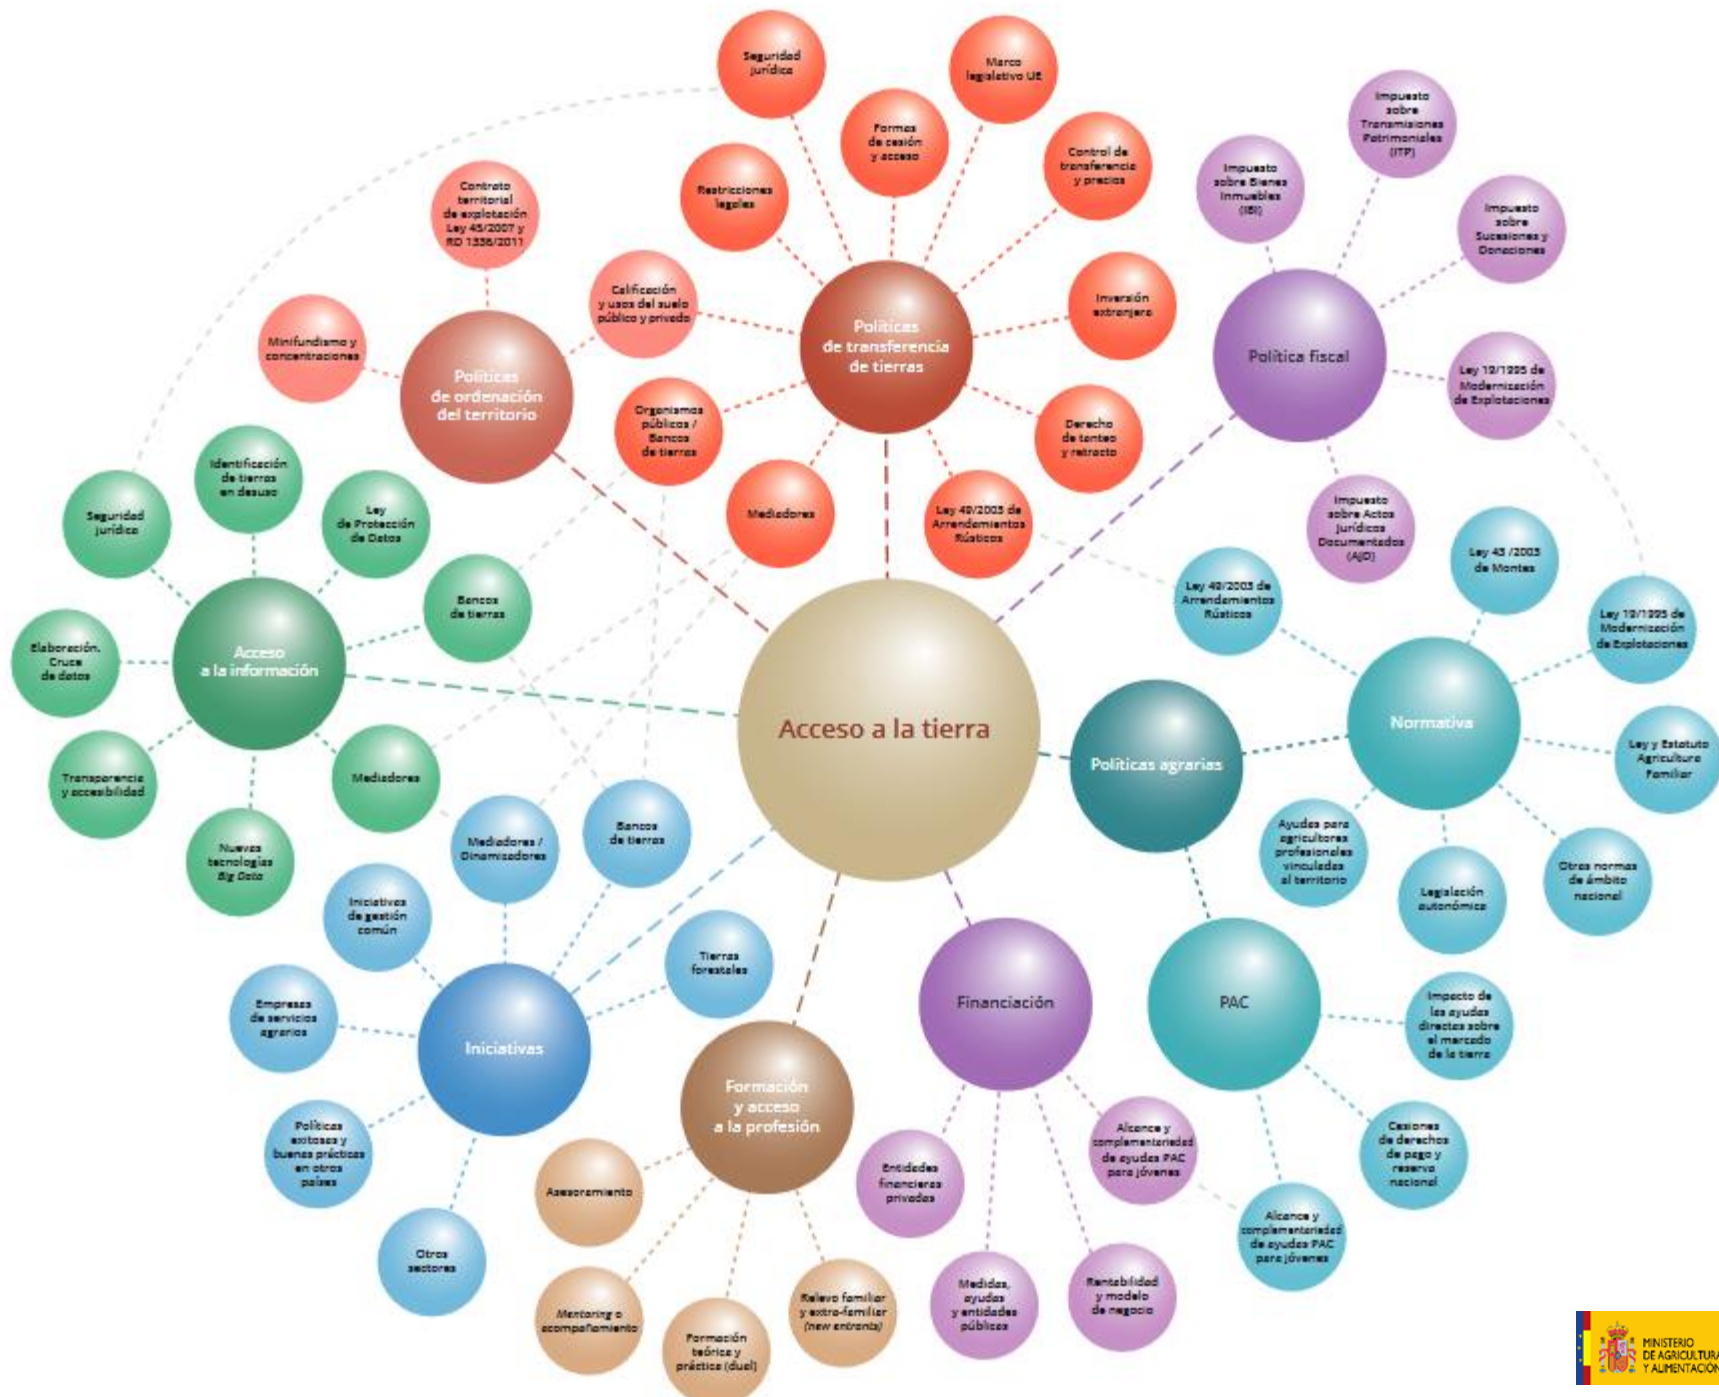 Seguridad
jurídica
Marco
legislativo UE
Formas
de cesión
y acceso
Control de
transferencia
y precios
Restricciones
legales
Calificación
y usos del suelo
público y privado
Inversión
extranjera
Políticas
de transferencia
de tierras
Organismos
públicos /
Bancos
de tierras
Derecho
de tanteo
y retracto
Mediadores
Ley 49/2003 de
Arrendamientos
Rústicos
Contrato
territorial
de explotación
Ley 45/2007 y
RD 1336/2011
Minifundismo y
concentraciones
Políticas
de ordenación
del territorio
Impuesto
sobre
Transmisiones
Patrimoniales
(ITP)
Impuesto
sobre Bienes
Inmuebles
(IBI)
Impuesto
sobre
Sucesiones y
Donaciones
Política fiscal
Ley 19/1995 de
Modernización
de Explotaciones
Impuesto
sobre Actos
Jurídicos
Documentados
(AJD)
Identificación
de tierras
en desuso
Seguridad
jurídica
Ley
de Protección
de Datos
Bancos
de tierras
Acceso
a la información
Elaboración.
Cruce
de datos
Transparencia
y accesibilidad
Mediadores
Nuevas
tecnologías
Big Data
Acceso a la tierra
Políticas agrarias
Ley 49/2003 de
Arrendamientos
Rústicos
Ley 43 /2003
de Montes
Ley 19/1995 de
Modernización
de Explotaciones
Normativa
Ley y Estatuto
Agricultura
Familiar
Ayudas para
agricultores
profesionales
vinculadas
al territorio
Legislación
autonómica
Otras normas
de ámbito
nacional
Mediadores /
Dinamizadores
Bancos
de tierras
Iniciativas
de gestión
común
Tierras
forestales
Empresas
de servicios
agrarios
Iniciativas
Políticas
exitosas y
buenas prácticas
en otros
países
Otros
sectores
Formación
y acceso
a la profesión
Asesoramiento
Mentoring o
acompañamiento
Formación
teórica y
práctica (dual)
Relevo familiar
y extra-familiar
(new entrants)
Financiación
Entidades
financieras
privadas
Medidas,
ayudas
y entidades
públicas
Rentabilidad
y modelo
de negocio
Alcance y
complementariedad
de ayudas PAC
para jóvenes
PAC
Impacto de
las ayudas
directas sobre
el mercado
de la tierra
Cesiones
de derechos
de pago y
reserva
nacional
Alcance y
complementariedad
de ayudas PAC
para jóvenes
MINISTERIO
DE AGRICULTURA
Y ALIMENTACIÓN